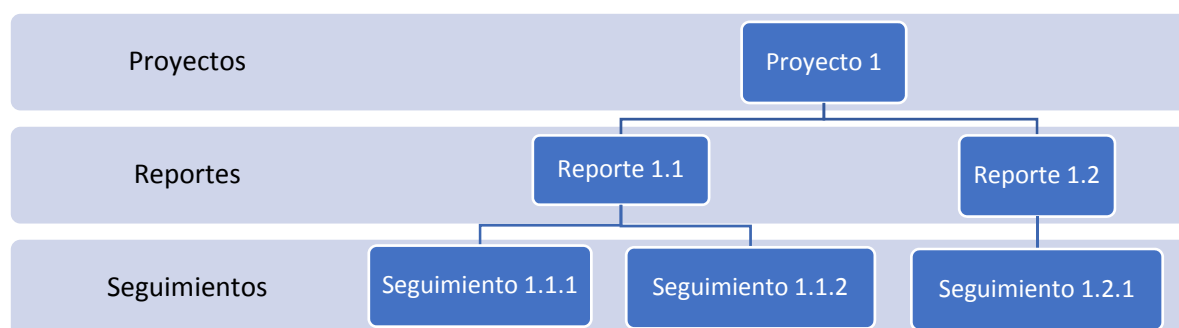 Proyectos
Proyecto 1
Reportes
Reporte 1.1
Reporte 1.2
Seguimientos
Seguimiento 1.1.1
Seguimiento 1.1.2
Seguimiento 1.2.1